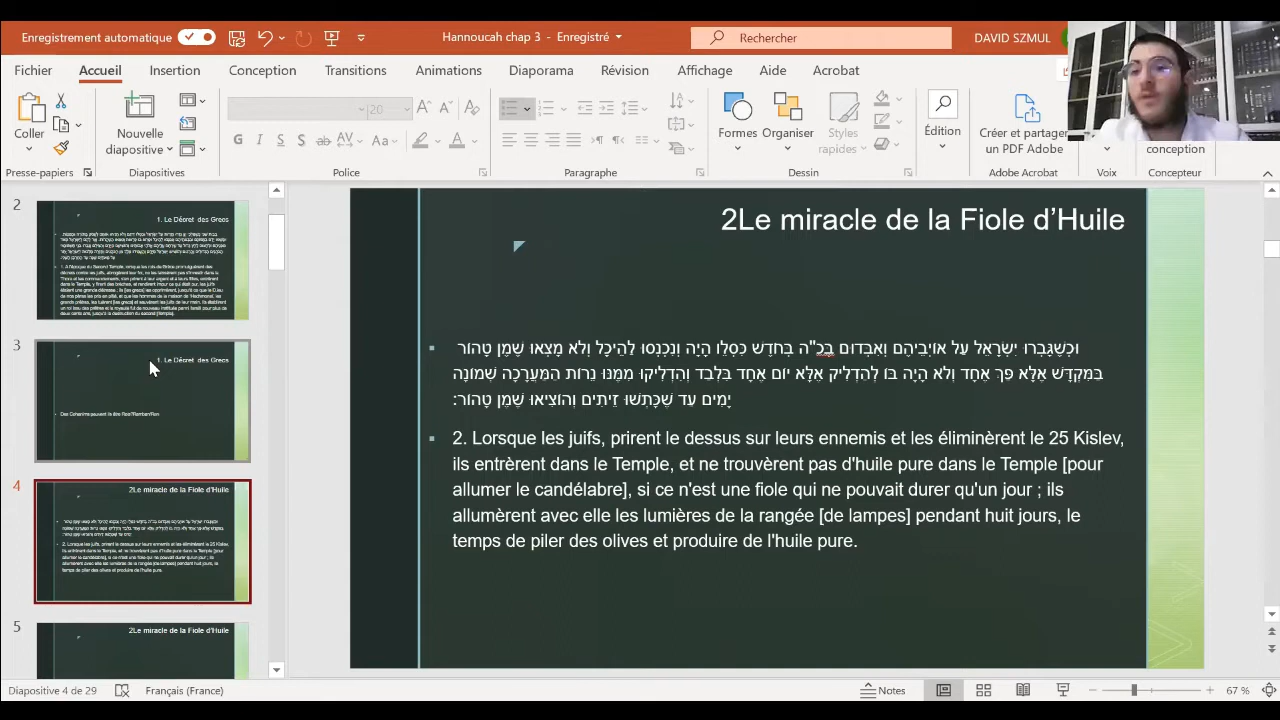 Enregistrement automatique
Hannoucah chap 3 - Enregistré
Rechercher
DAVID SZMUL
Fichier
Accueil
Insertion
Conception
Transitions
Animations
Diaporama
Révision
Affichage
Aide
Acrobat
Coller
Nouvelle
diapositive
20
Formes
Organiser
Styles
rapides
Édition
Créer et partager
un PDF Adobe
conception
Presse-papiers
Diapositives
Police
Paragraphe
Dessin
Adobe Acrobat
Voix
Concepteur
2
1. Le Décret des Grecs
3
1. Le Décret des Grecs
4
2Le miracle de la Fiole d'Huile
5
2Le miracle de la Fiole d'Huile
2Le miracle de la Fiole d'Huile
וּכְשֶׁגָּבְרוּ יִשְׂרָאֵל עַל אוֹיְבֵיהֶם וְאִבְּדוּם בְּכ"ה בְּחֹדֶשׁ כִּסְלֵו הָיָה וְנִכְנְסוּ לַהֵיכָל וְלֹא מָצְאוּ שֶׁמֶן טָהוֹר
בַּמִּקְדָּשׁ אֶלָּא פַּךְ אֶחָד וְלֹא הָיָה בּוֹ לְהַדְלִיק אֶלָּא יוֹם אֶחָד בִּלְבַד וְהִדְלִיקוּ מִמֶּנּוּ נֵרוֹת הַמַּעֲרָכָה שְׁמוֹנָה
יָמִים עַד שֶׁכָּתְשׁוּ זֵיתִים וְהוֹצִיאוּ שֶׁמֶן טָהוֹר:
2. Lorsque les juifs, prirent le dessus sur leurs ennemis et les éliminèrent le 25 Kislev,
ils entrèrent dans le Temple, et ne trouvèrent pas d'huile pure dans le Temple [pour
allumer le candélabre], si ce n'est une fiole qui ne pouvait durer qu'un jour ; ils
allumèrent avec elle les lumières de la rangée [de lampes] pendant huit jours, le
temps de piler des olives et produire de l'huile pure.
Diapositive 4 de 29
Français (France)
Notes
67 %